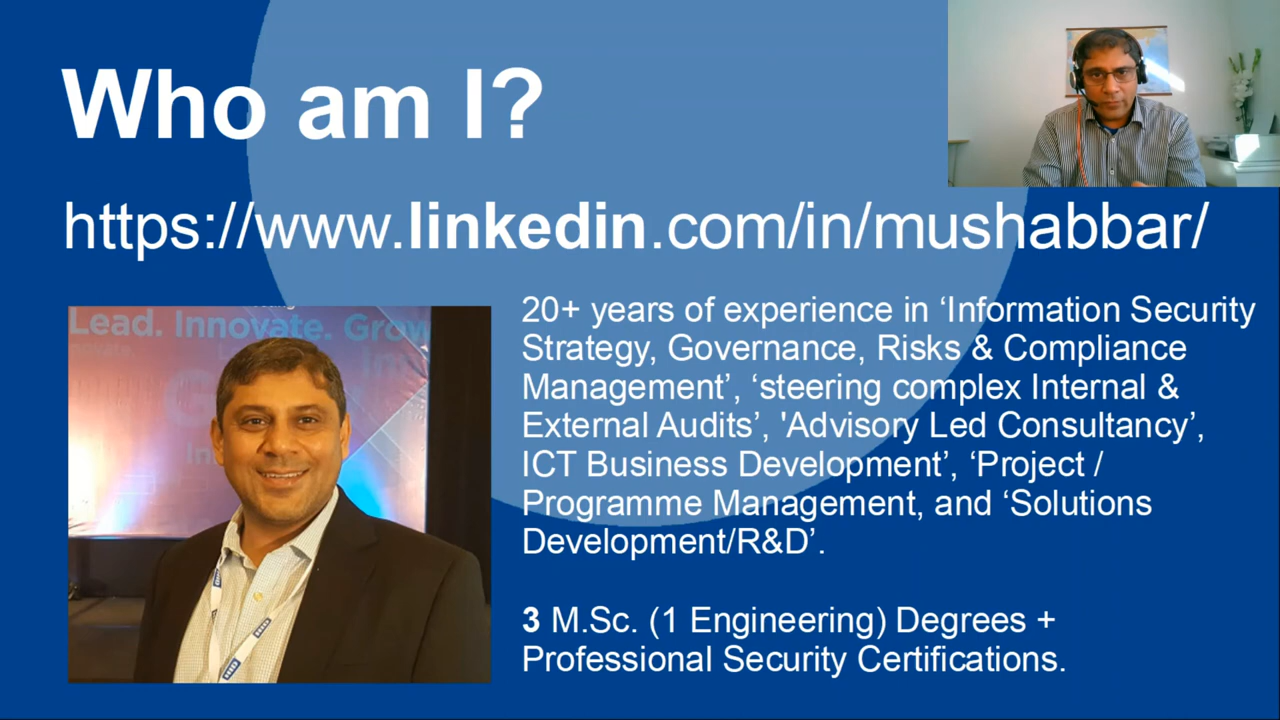 Who am I?
https://www.linkedin.com/in/mushabbar/
Lead. Innovate. Grow
20+ years of experience in ‘Information Security
Strategy, Governance, Risks & Compliance
Management’, ‘steering complex Internal &
External Audits’, 'Advisory Led Consultancy’,
ICT Business Development’, ‘Project /
Programme Management, and ‘Solutions
Development/R&D’.
3 M.Sc. (1 Engineering) Degrees +
Professional Security Certifications.